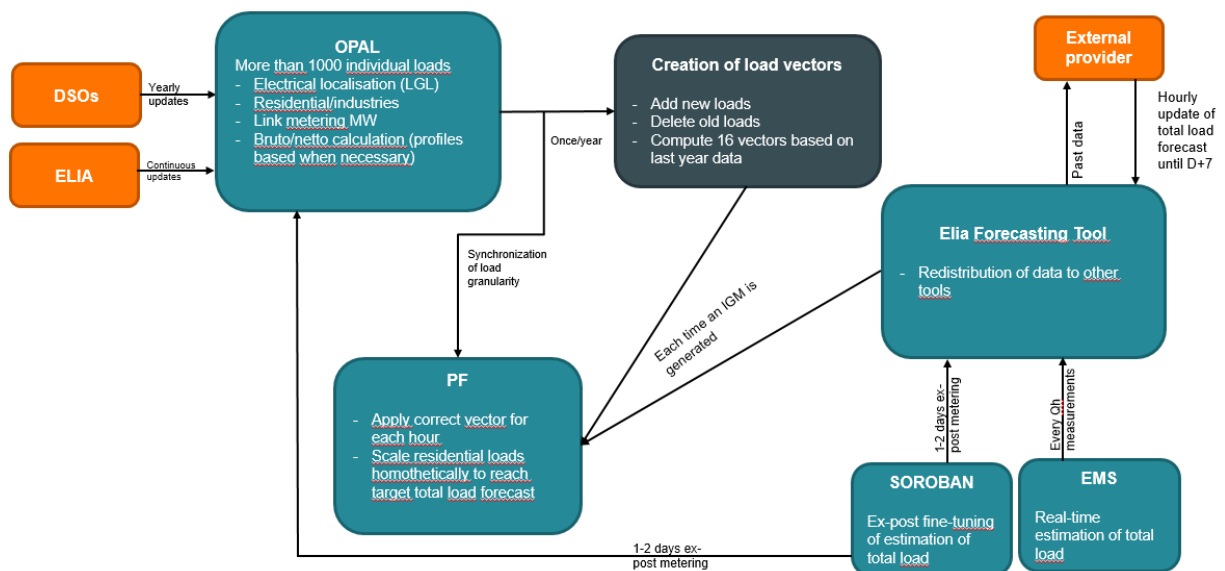 DSOs
Yearly
updates
ELIA
Continuous
updates
OPAL
More than 1000 individual loads
- Electrical localisation (LGL)
- Residential/industries
- Link metering MW
- Bruto/netto calculation (profiles
based when necessary)
Once/year
Synchronization
of load
granularity
Creation of load vectors
- Add new loads
- Delete old loads
- Compute 16 vectors based on
last year data
Each time an IGM is
generated
External
provider
Past data
Hourly
update of
total load
forecast
until D+7
Elia Forecasting Tool
- Redistribution of data to other
tools
PF
- Apply correct vector for
each hour
- Scale residential loads
homothetically to reach
target total load forecast
1-2 days ex-
post metering
Every Qh
measurements
SOROBAN
Ex-post fine-tuning
of estimation of
total load
EMS
Real-time
estimation of total
load
1-2 days ex-
post metering